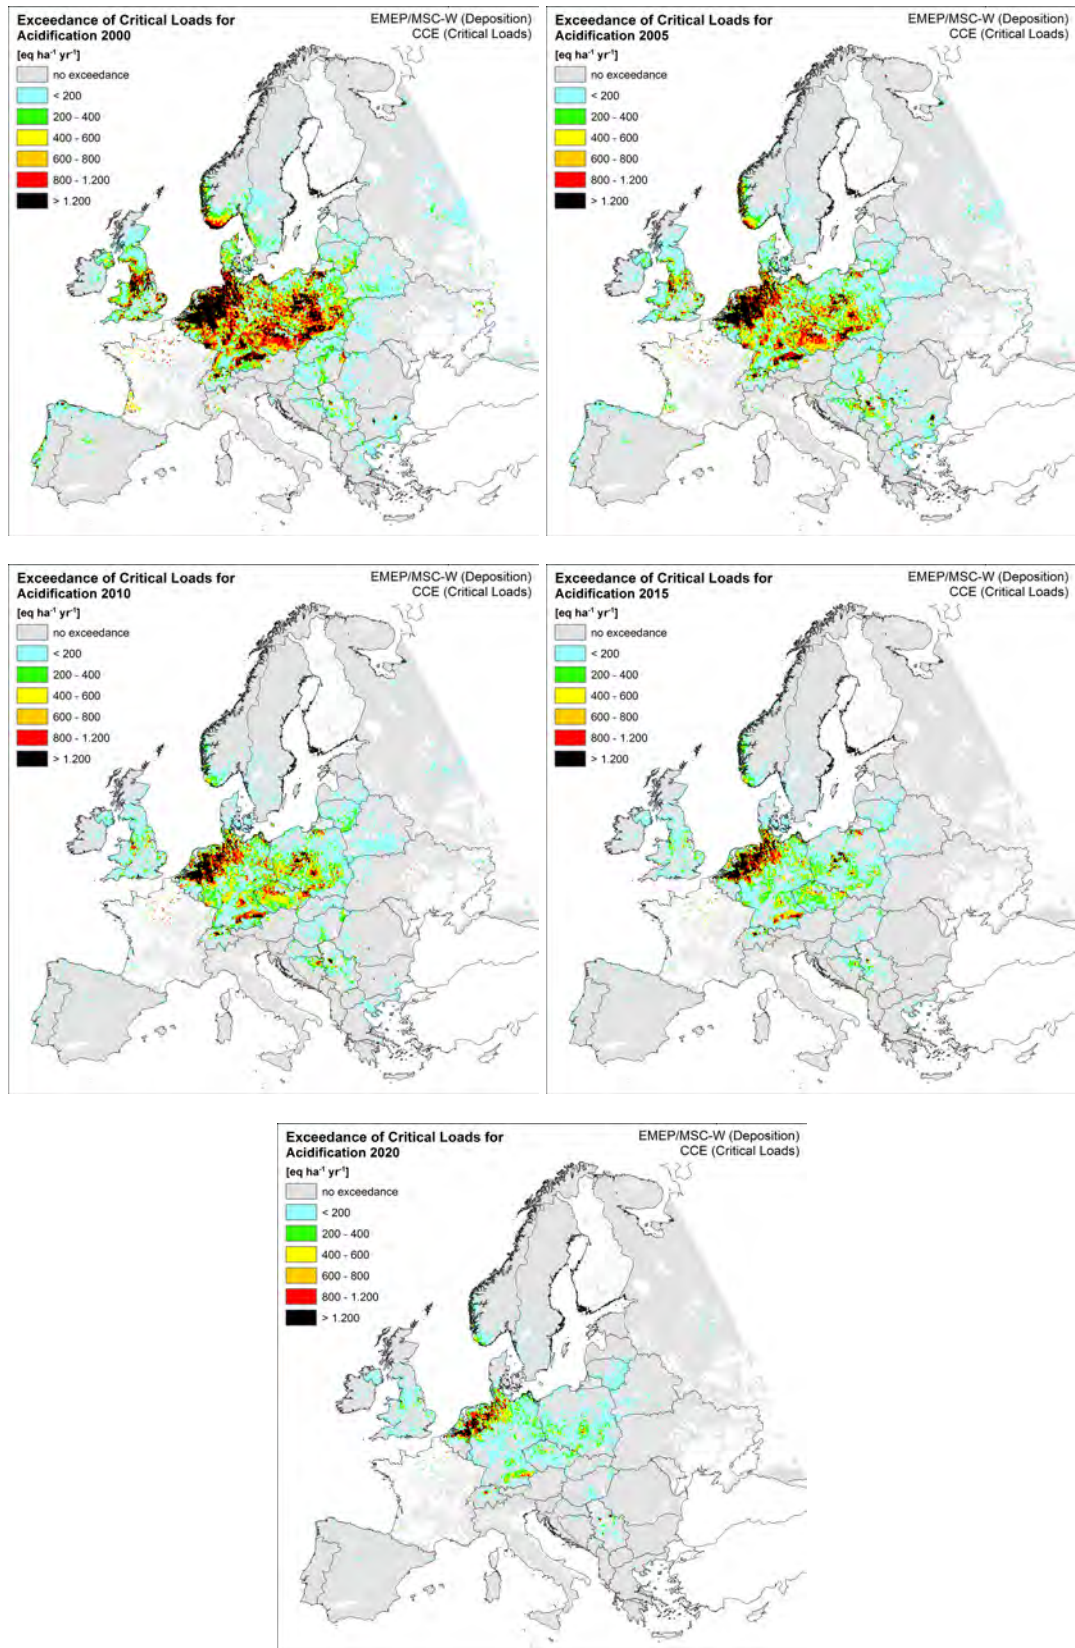 Exceedance of Critical Loads for
Acidification 2000
EMEP/MSC-W (Deposition)
CCE (Critical Loads)
[eq ha⁻¹ yr⁻¹]
no exceedance
< 200
200 - 400
400 - 600
600 - 800
800 - 1.200
> 1.200
Exceedance of Critical Loads for
Acidification 2005
EMEP/MSC-W (Deposition)
CCE (Critical Loads)
[eq ha⁻¹ yr⁻¹]
no exceedance
< 200
200 - 400
400 - 600
600 - 800
800 - 1.200
> 1.200
Exceedance of Critical Loads for
Acidification 2010
EMEP/MSC-W (Deposition)
CCE (Critical Loads)
[eq ha⁻¹ yr⁻¹]
no exceedance
< 200
200 - 400
400 - 600
600 - 800
800 - 1.200
> 1.200
Exceedance of Critical Loads for
Acidification 2015
EMEP/MSC-W (Deposition)
CCE (Critical Loads)
[eq ha⁻¹ yr⁻¹]
no exceedance
< 200
200 - 400
400 - 600
600 - 800
800 - 1.200
> 1.200
Exceedance of Critical Loads for
Acidification 2020
EMEP/MSC-W (Deposition)
CCE (Critical Loads)
[eq ha⁻¹ yr⁻¹]
no exceedance
< 200
200 - 400
400 - 600
600 - 800
800 - 1.200
> 1.200